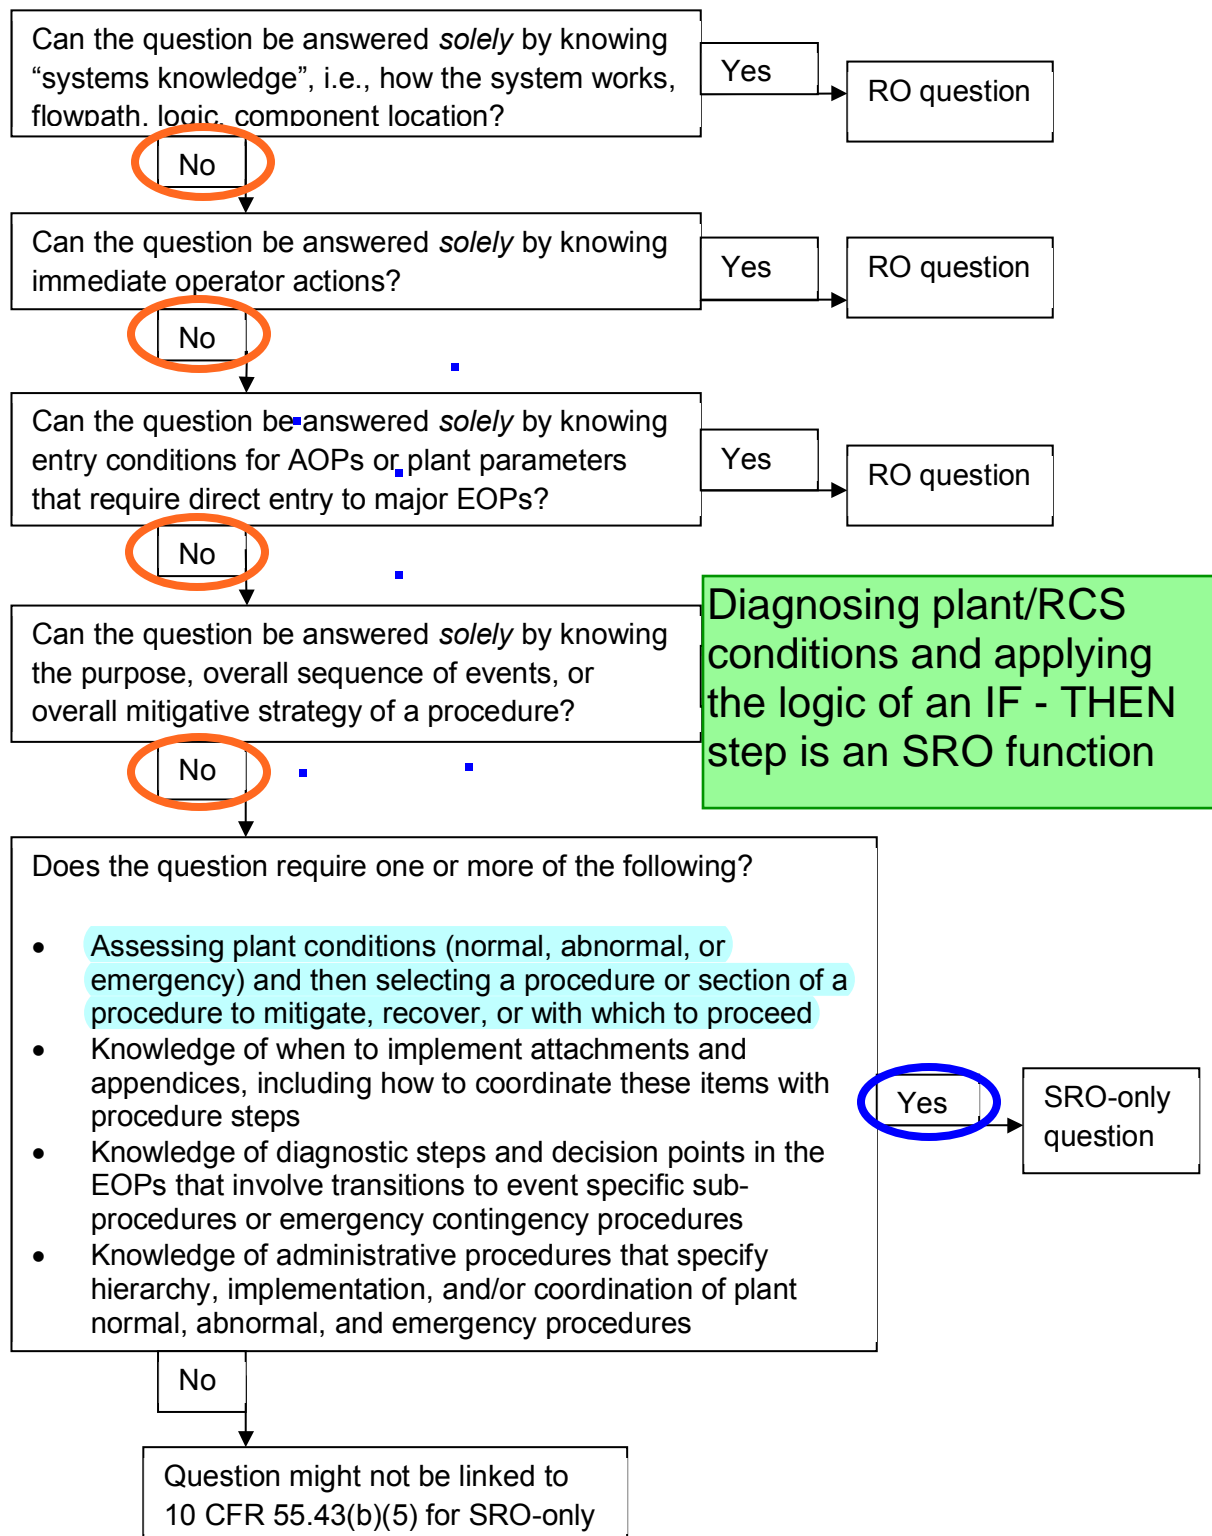 Can the question be answered solely by knowing
“systems knowledge”, i.e., how the system works,
flowpath, logic, component location?
Yes
RO question
No
Can the question be answered solely by knowing
immediate operator actions?
Yes
RO question
No
Can the question be answered solely by knowing
entry conditions for AOPs or plant parameters
that require direct entry to major EOPs?
Yes
RO question
No
Can the question be answered solely by knowing
the purpose, overall sequence of events, or
overall mitigative strategy of a procedure?
Diagnosing plant/RCS
conditions and applying
the logic of an IF - THEN
step is an SRO function
No
Does the question require one or more of the following?
• Assessing plant conditions (normal, abnormal, or
emergency) and then selecting a procedure or section of a
procedure to mitigate, recover, or with which to proceed
• Knowledge of when to implement attachments and
appendices, including how to coordinate these items with
procedure steps
• Knowledge of diagnostic steps and decision points in the
EOPs that involve transitions to event specific sub-
procedures or emergency contingency procedures
• Knowledge of administrative procedures that specify
hierarchy, implementation, and/or coordination of plant
normal, abnormal, and emergency procedures
Yes
SRO-only
question
No
Question might not be linked to
10 CFR 55.43(b)(5) for SRO-only